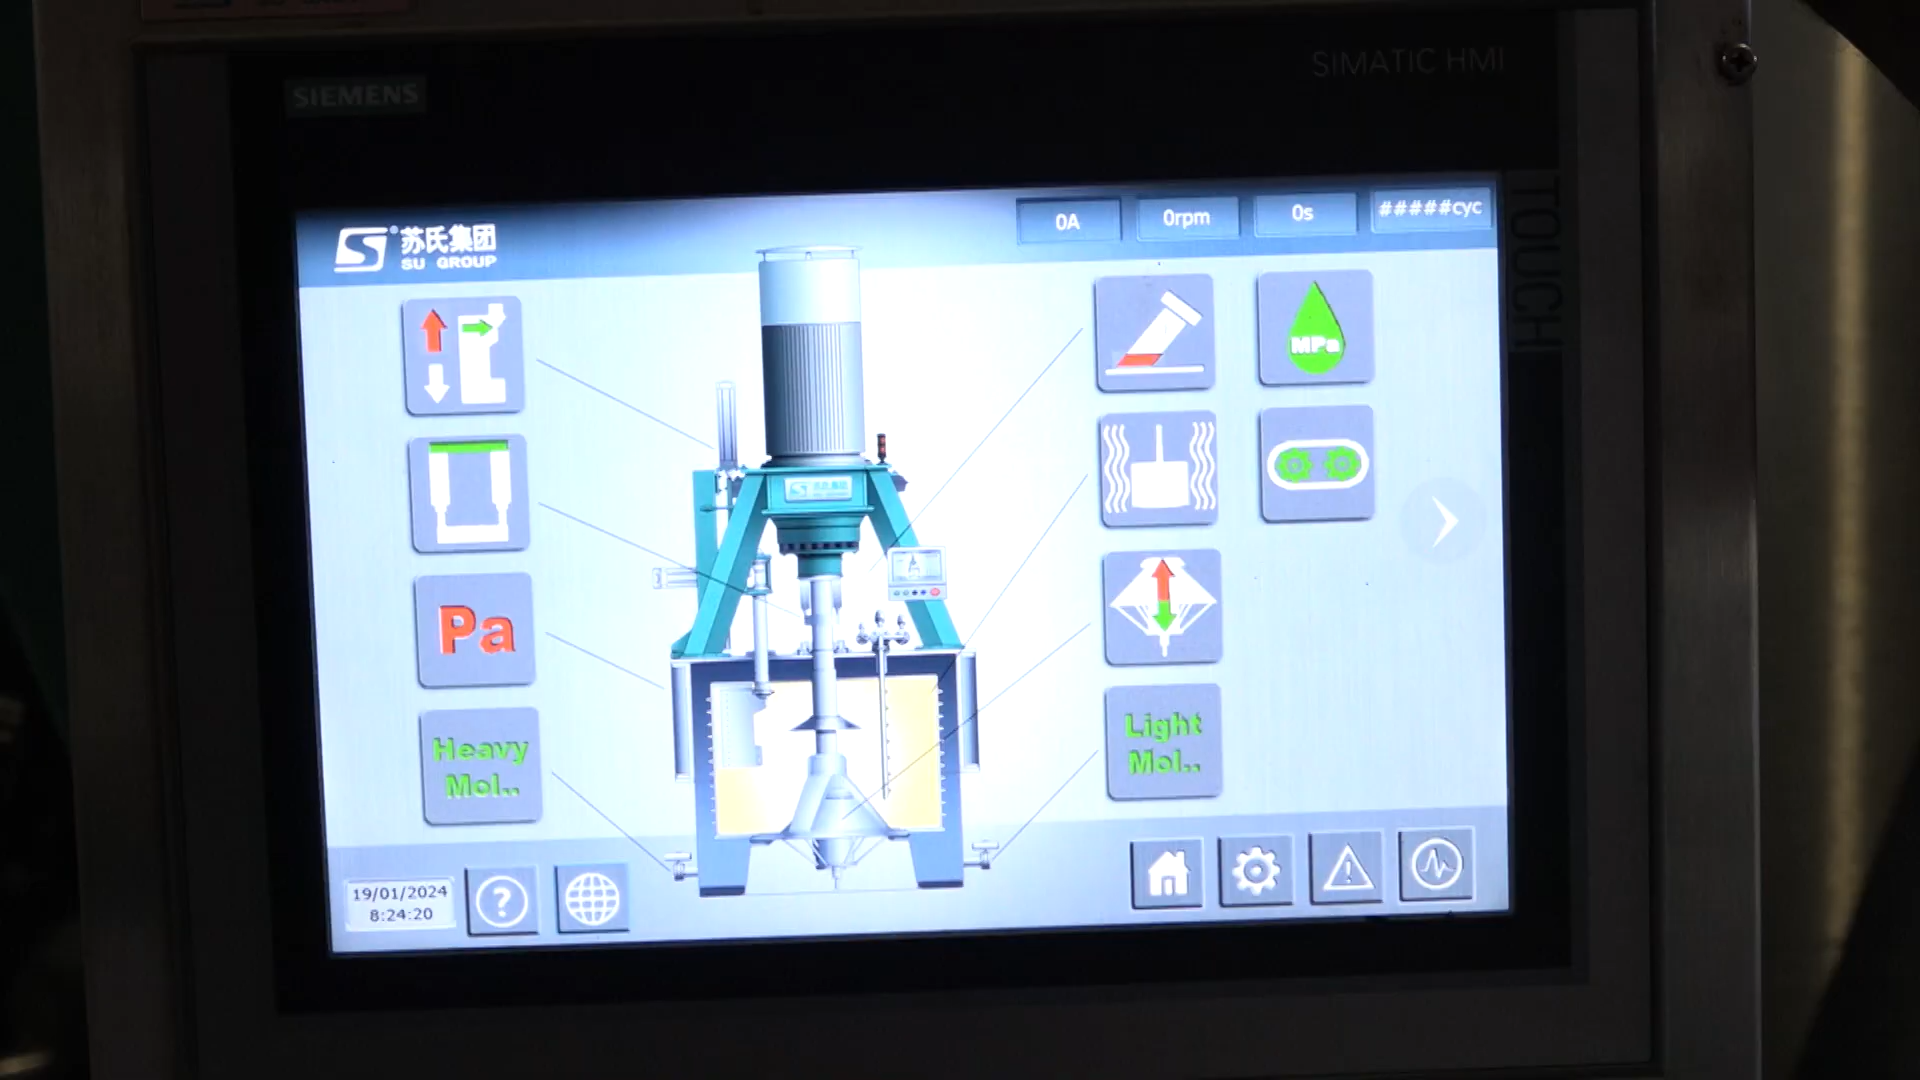 SIEMENS
SIMATIC HMI
TOUCH
苏氏集团
SU GROUP
0A
0rpm
0s
#####cyc
MPa
Pa
Heavy
Mol..
Light
Mol..
19/01/2024
8:24:20
?